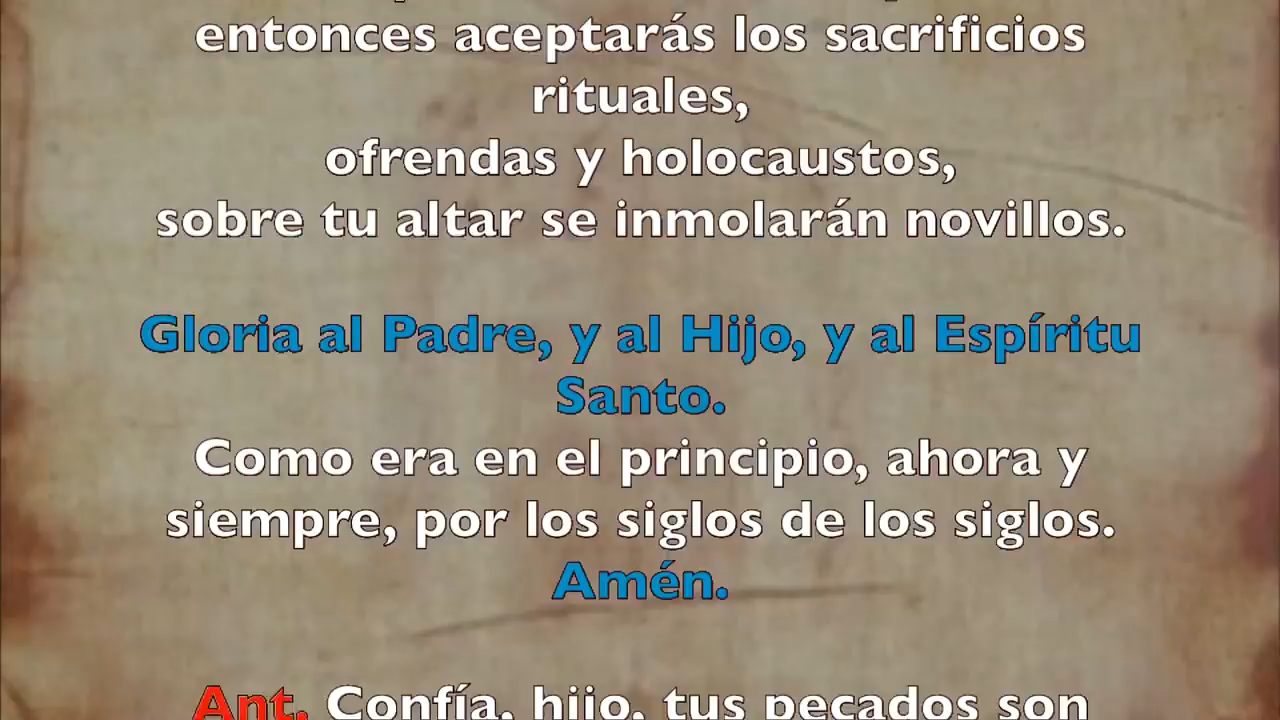 entonces aceptarás los sacrificios
rituales,
ofrendas y holocaustos,
sobre tu altar se inmolarán novillos.
Gloria al Padre, y al Hijo, y al Espíritu
Santo.
Como era en el principio, ahora y
siempre, por los siglos de los siglos.
Amén.
Ant. Confía, hijo, tus pecados son